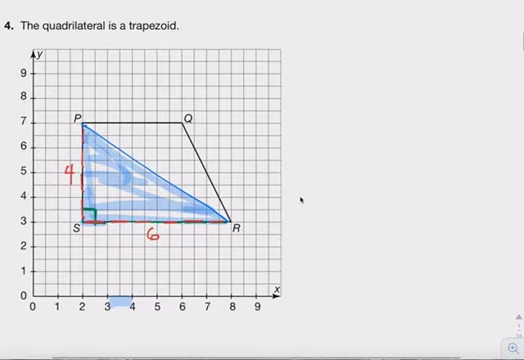 4. The quadrilateral is a trapezoid.
y
9
8
7
P
Q
6
5
4
4
3
S
R
6
2
1
x
0
0 1 2 3 4 5 6 7 8 9